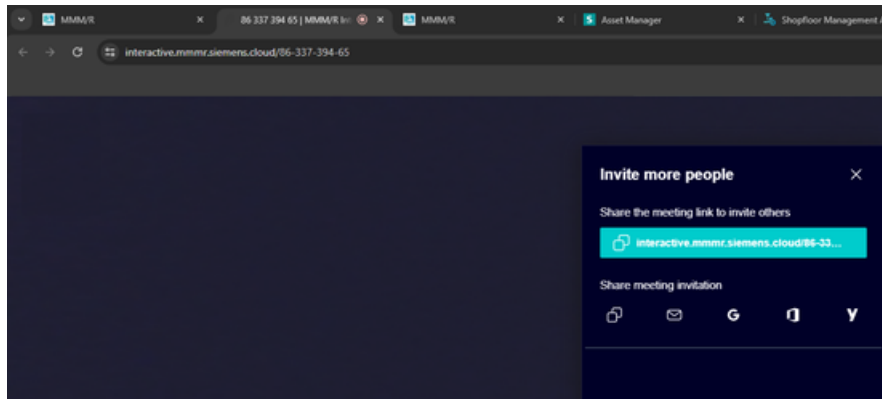 MMM/R
86 337 394 65 | MMM/R Int
MMM/R
Asset Manager
Shopfloor Management A
interactive.mmmr.siemens.cloud/86-337-394-65
Invite more people
Share the meeting link to invite others
interactive.mmmr.siemens.cloud/86-33...
Share meeting invitation